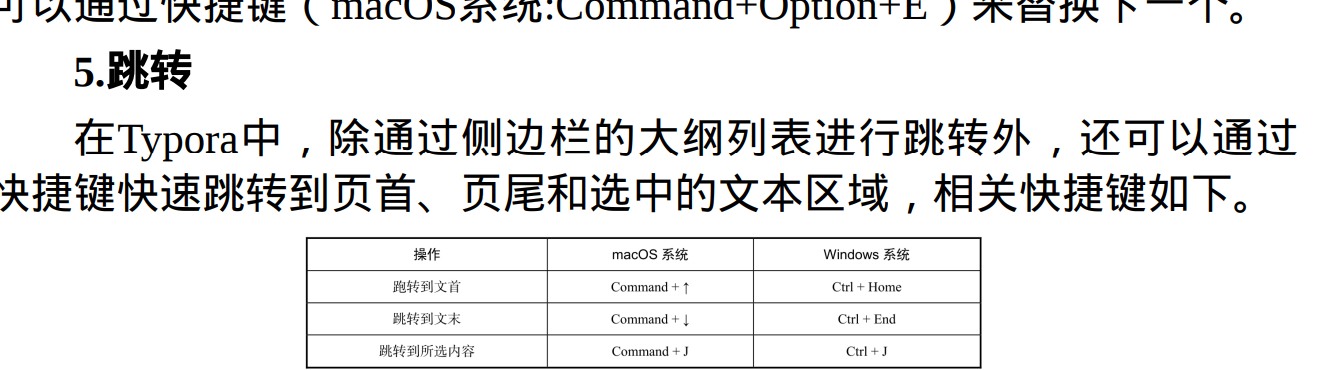 可以通过快捷键（macOS系统:Command+Option+E）来替换下一个。
5.跳转
在Typora中，除通过侧边栏的大纲列表进行跳转外，还可以通过
快捷键快速跳转到页首、页尾和选中的文本区域，相关快捷键如下。
操作 macOS 系统 Windows 系统
跑转到文首 Command + ↑ Ctrl + Home
跳转到文末 Command + ↓ Ctrl + End
跳转到所选内容 Command + J Ctrl + J